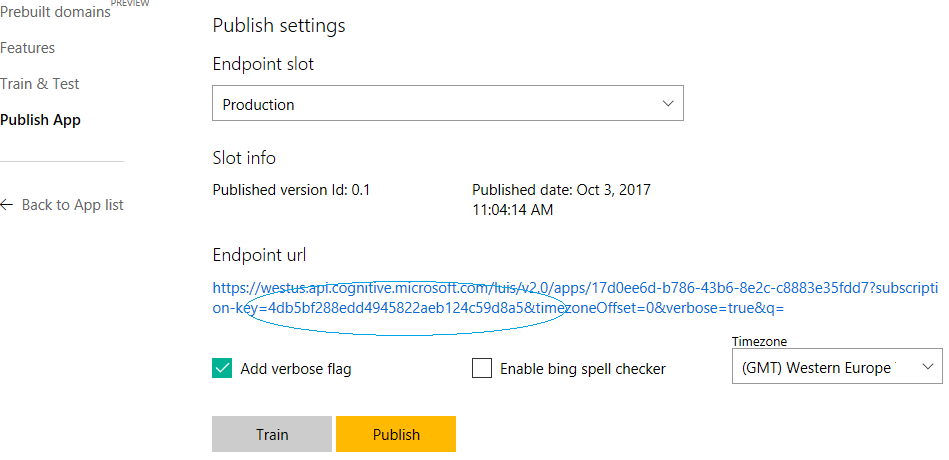 PREVIEW
Prebuilt domains
Features
Train & Test
Publish App
Back to App list
Publish settings
Endpoint slot
Production
Slot info
Published version Id: 0.1
Published date: Oct 3, 2017
11:04:14 AM
Endpoint url
https://westus.api.cognitive.microsoft.com/luis/v2.0/apps/17d0ee6d-b786-43b6-8e2c-c8883e35fdd7?subscripti
on-key=4db5bf288edd4945822aeb124c59d8a5&timezoneOffset=0&verbose=true&q=
Add verbose flag
Enable bing spell checker
Timezone
(GMT) Western Europe
Train
Publish